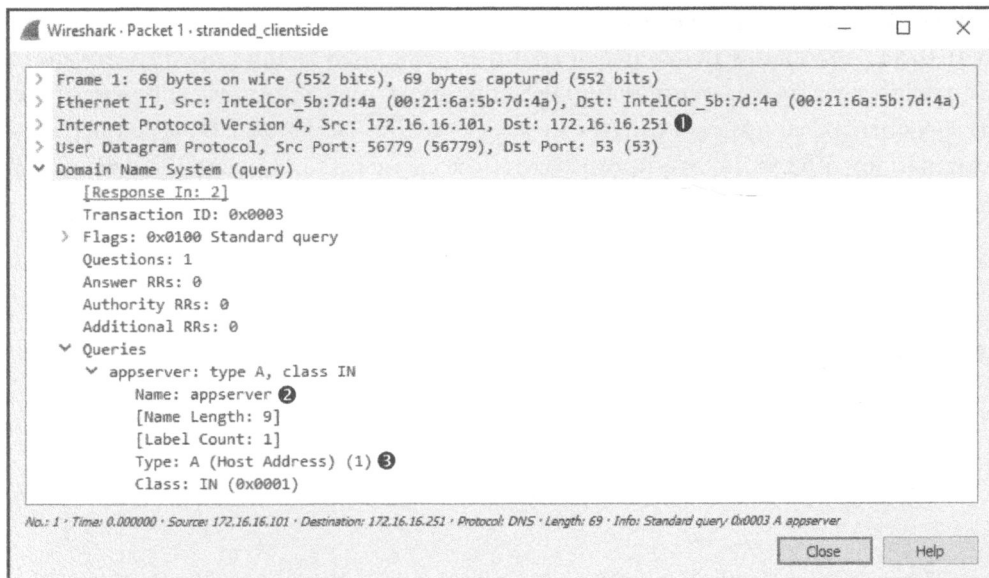 Wireshark · Packet 1 · stranded_clientside
Frame 1: 69 bytes on wire (552 bits), 69 bytes captured (552 bits)
Ethernet II, Src: IntelCor_5b:7d:4a (00:21:6a:5b:7d:4a), Dst: IntelCor_5b:7d:4a (00:21:6a:5b:7d:4a)
Internet Protocol Version 4, Src: 172.16.16.101, Dst: 172.16.16.251 ❶
User Datagram Protocol, Src Port: 56779 (56779), Dst Port: 53 (53)
Domain Name System (query)
[Response In: 2]
Transaction ID: 0x0003
Flags: 0x0100 Standard query
Questions: 1
Answer RRs: 0
Authority RRs: 0
Additional RRs: 0
Queries
appserver: type A, class IN
Name: appserver ❷
[Name Length: 9]
[Label Count: 1]
Type: A (Host Address) (1) ❸
Class: IN (0x0001)
No.: 1 · Time: 0.000000 · Source: 172.16.16.101 · Destination: 172.16.16.251 · Protocol: DNS · Length: 69 · Info: Standard query 0x0003 A appserver
Close Help